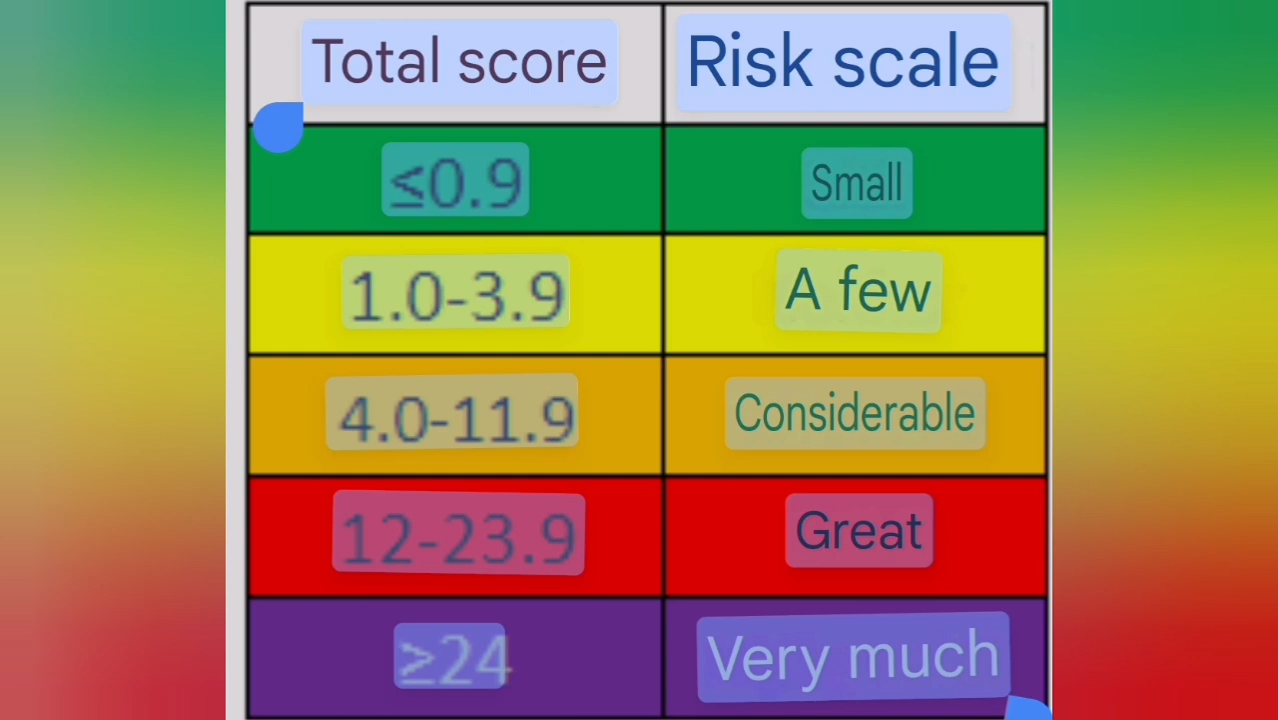 Total score Risk scale
≤0.9 Small
1.0-3.9 A few
4.0-11.9 Considerable
12-23.9 Great
≥24 Very much